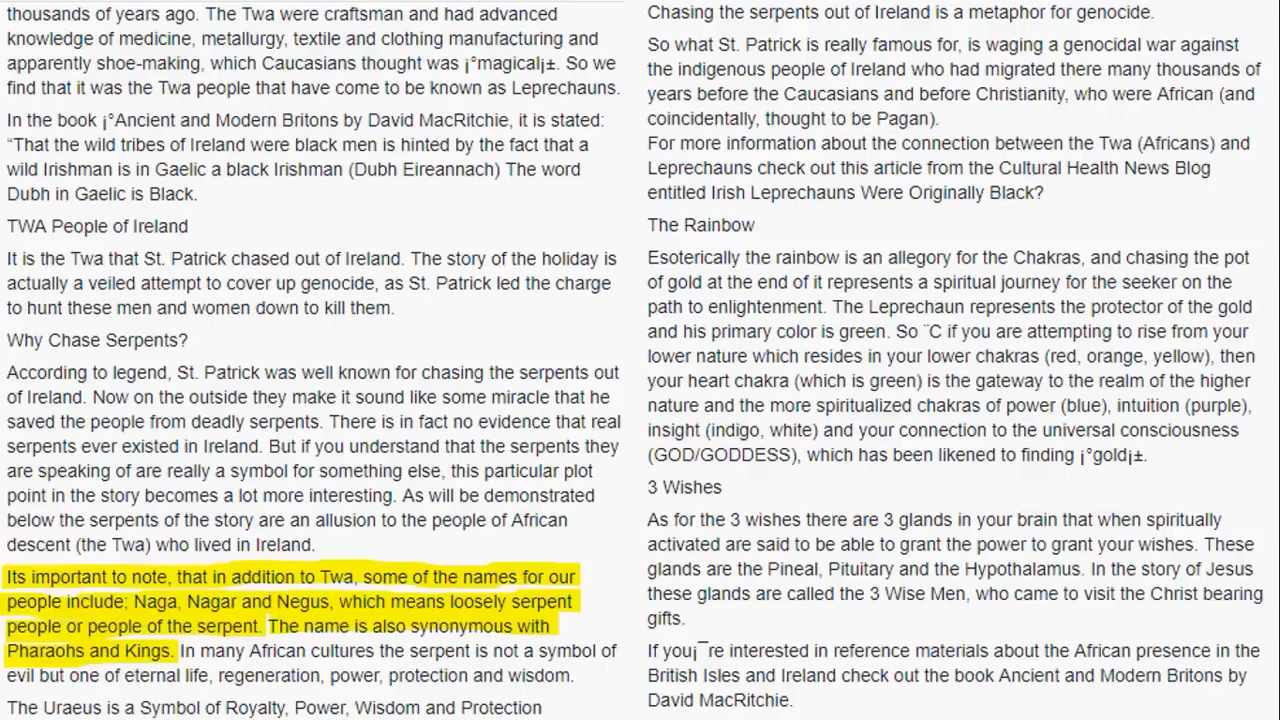 thousands of years ago. The Twa were craftsman and had advanced
knowledge of medicine, metallurgy, textile and clothing manufacturing and
apparently shoe-making, which Caucasians thought was ¡°magical¡±. So we
find that it was the Twa people that have come to be known as Leprechauns.
In the book ¡°Ancient and Modern Britons by David MacRitchie, it is stated:
“That the wild tribes of Ireland were black men is hinted by the fact that a
wild Irishman is in Gaelic a black Irishman (Dubh Eireannach) The word
Dubh in Gaelic is Black.
TWA People of Ireland
It is the Twa that St. Patrick chased out of Ireland. The story of the holiday is
actually a veiled attempt to cover up genocide, as St. Patrick led the charge
to hunt these men and women down to kill them.
Why Chase Serpents?
According to legend, St. Patrick was well known for chasing the serpents out
of Ireland. Now on the outside they make it sound like some miracle that he
saved the people from deadly serpents. There is in fact no evidence that real
serpents ever existed in Ireland. But if you understand that the serpents they
are speaking of are really a symbol for something else, this particular plot
point in the story becomes a lot more interesting. As will be demonstrated
below the serpents of the story are an allusion to the people of African
descent (the Twa) who lived in Ireland.
Its important to note, that in addition to Twa, some of the names for our
people include; Naga, Nagar and Negus, which means loosely serpent
people or people of the serpent. The name is also synonymous with
Pharaohs and Kings. In many African cultures the serpent is not a symbol of
evil but one of eternal life, regeneration, power, protection and wisdom.
The Uraeus is a Symbol of Royalty, Power, Wisdom and Protection
Chasing the serpents out of Ireland is a metaphor for genocide.
So what St. Patrick is really famous for, is waging a genocidal war against
the indigenous people of Ireland who had migrated there many thousands of
years before the Caucasians and before Christianity, who were African (and
coincidentally, thought to be Pagan).
For more information about the connection between the Twa (Africans) and
Leprechauns check out this article from the Cultural Health News Blog
entitled Irish Leprechauns Were Originally Black?
The Rainbow
Esoterically the rainbow is an allegory for the Chakras, and chasing the pot
of gold at the end of it represents a spiritual journey for the seeker on the
path to enlightenment. The Leprechaun represents the protector of the gold
and his primary color is green. So ¨C if you are attempting to rise from your
lower nature which resides in your lower chakras (red, orange, yellow), then
your heart chakra (which is green) is the gateway to the realm of the higher
nature and the more spiritualized chakras of power (blue), intuition (purple),
insight (indigo, white) and your connection to the universal consciousness
(GOD/GODDESS), which has been likened to finding ¡°gold¡±.
3 Wishes
As for the 3 wishes there are 3 glands in your brain that when spiritually
activated are said to be able to grant the power to grant your wishes. These
glands are the Pineal, Pituitary and the Hypothalamus. In the story of Jesus
these glands are called the 3 Wise Men, who came to visit the Christ bearing
gifts.
If you¡¯re interested in reference materials about the African presence in the
British Isles and Ireland check out the book Ancient and Modern Britons by
David MacRitchie.